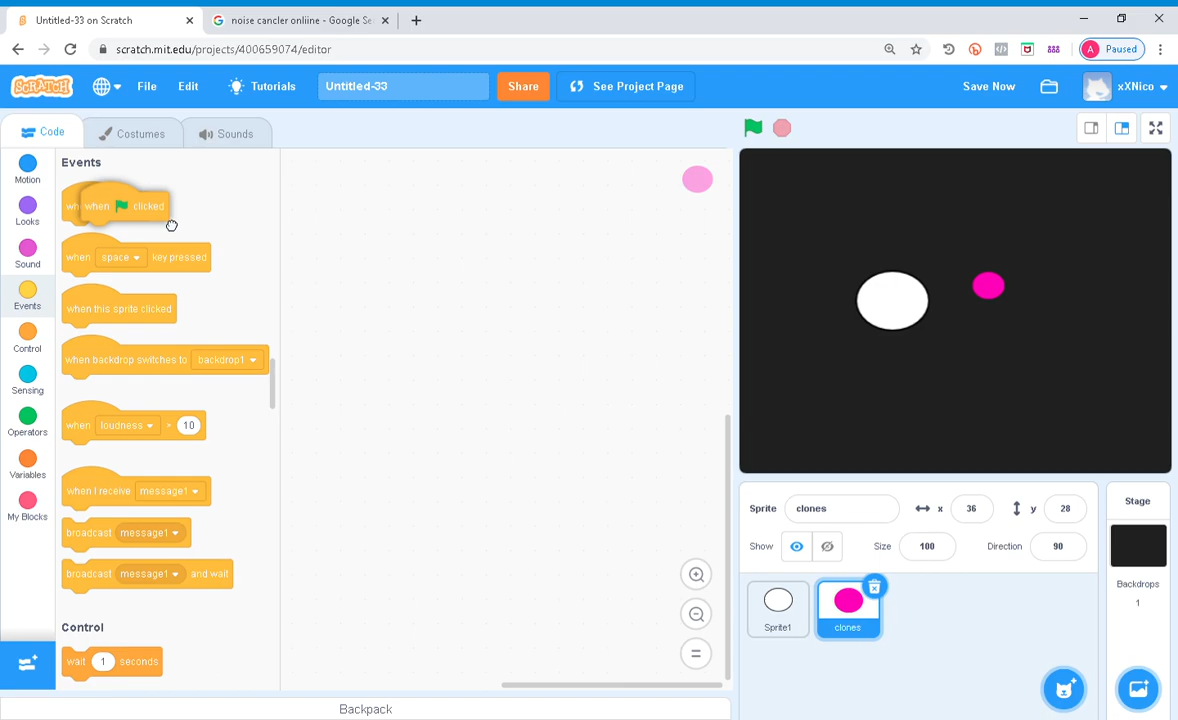 Untitled-33 on Scratch
noise cancler onliine - Google Se
scratch.mit.edu/projects/400659074/editor
A Paused
SCRATCH
File
Edit
Tutorials
Untitled-33
Share
See Project Page
Save Now
xXNico
Code
Costumes
Sounds
Motion
Looks
Sound
Events
Control
Sensing
Operators
Variables
My Blocks
Events
wh
when clicked
when space key pressed
when this sprite clicked
when backdrop switches to backdrop1
when loudness > 10
when I receive message1
broadcast message1
broadcast message1 and wait
Control
wait 1 seconds
Backpack
Sprite clones x 36 y 28
Show Size 100 Direction 90
Sprite1
clones
Stage
Backdrops
1